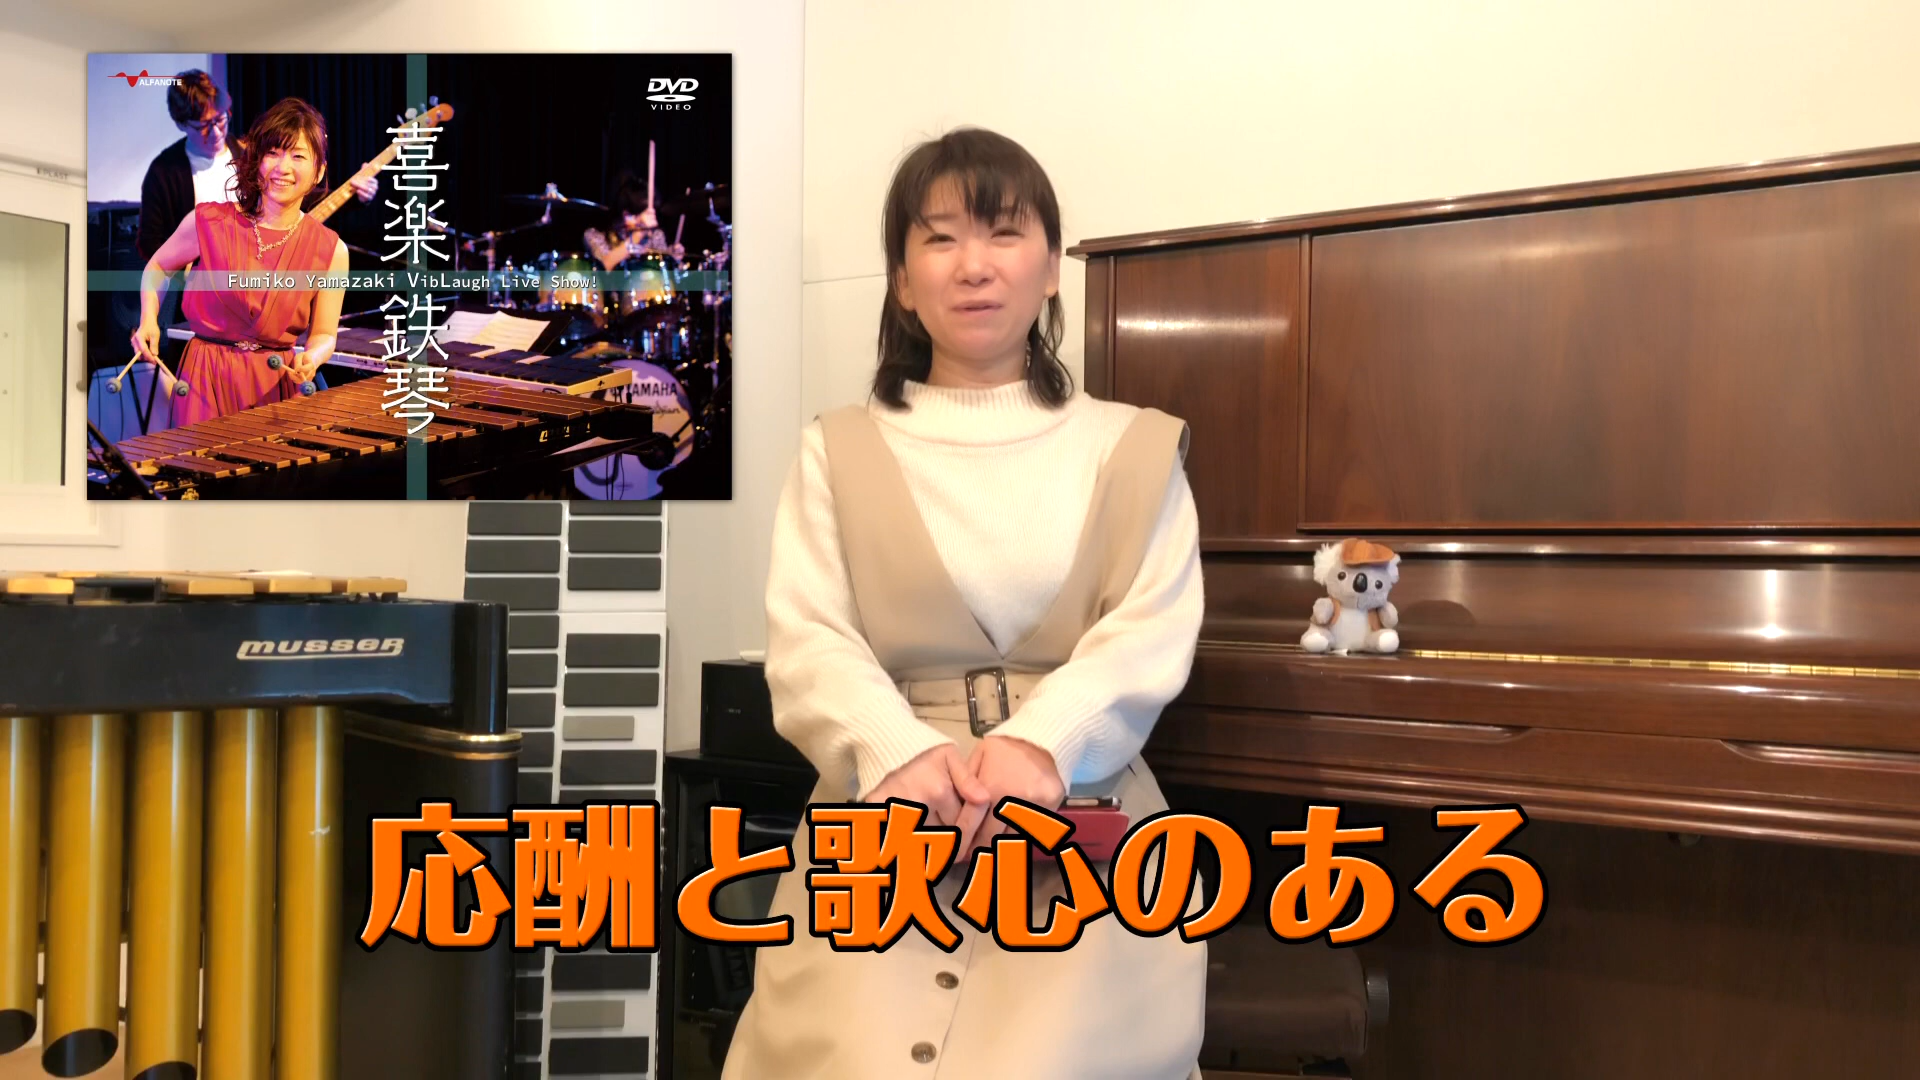 ALFANOTE
DVD
VIDEO
喜楽鉄琴
Fumiko Yamazaki VibLaugh Live Show!
YAMAHA
musser
musser
応酬と歌心のある